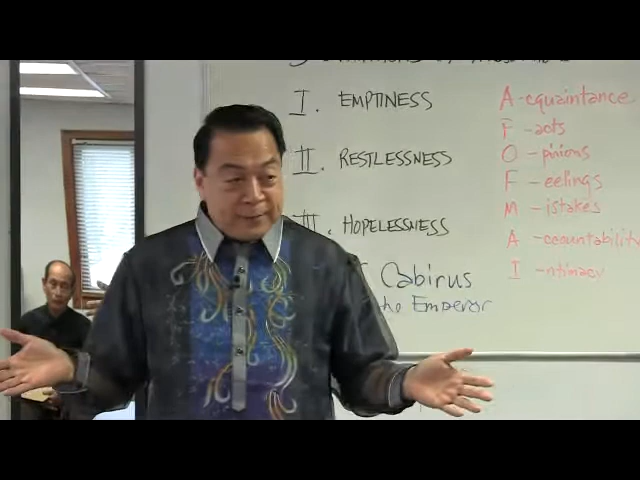 I. EMPTINESS
II. RESTLESSNESS
III. HOPELESSNESS
Cabirus
the Emperor
A-cquaintance
F-acts
O-pinions
F-eelings
M-istakes
A-ccountability
I-ntimacy